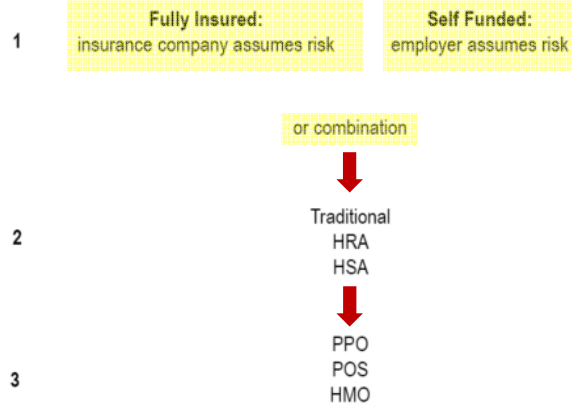 Fully Insured:
insurance company assumes risk
Self Funded:
employer assumes risk
1
or combination
Traditional
2
HRA
HSA
PPO
POS
3
HMO